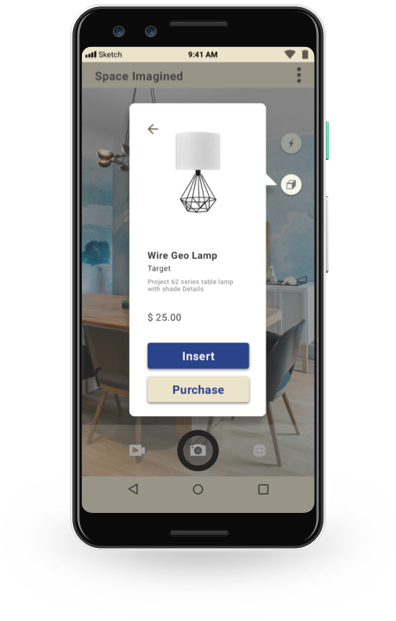 Sketch
9:41 AM
Space Imagined
Wire Geo Lamp
Target
Project 62 series table lamp
with shade Details
$ 25.00
Insert
Purchase